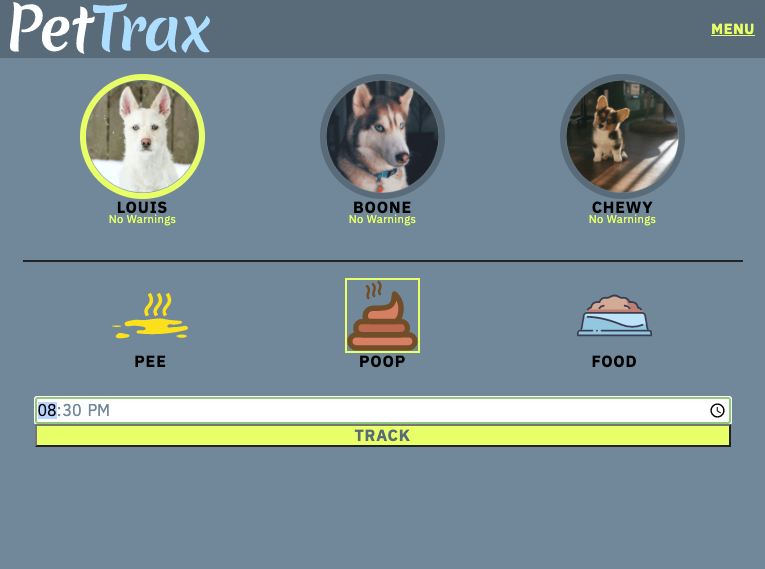 PetTrax
MENU
LOUIS BOONE CHEWY
No Warnings No Warnings No Warnings
PEE POOP FOOD
08:30 PM
TRACK